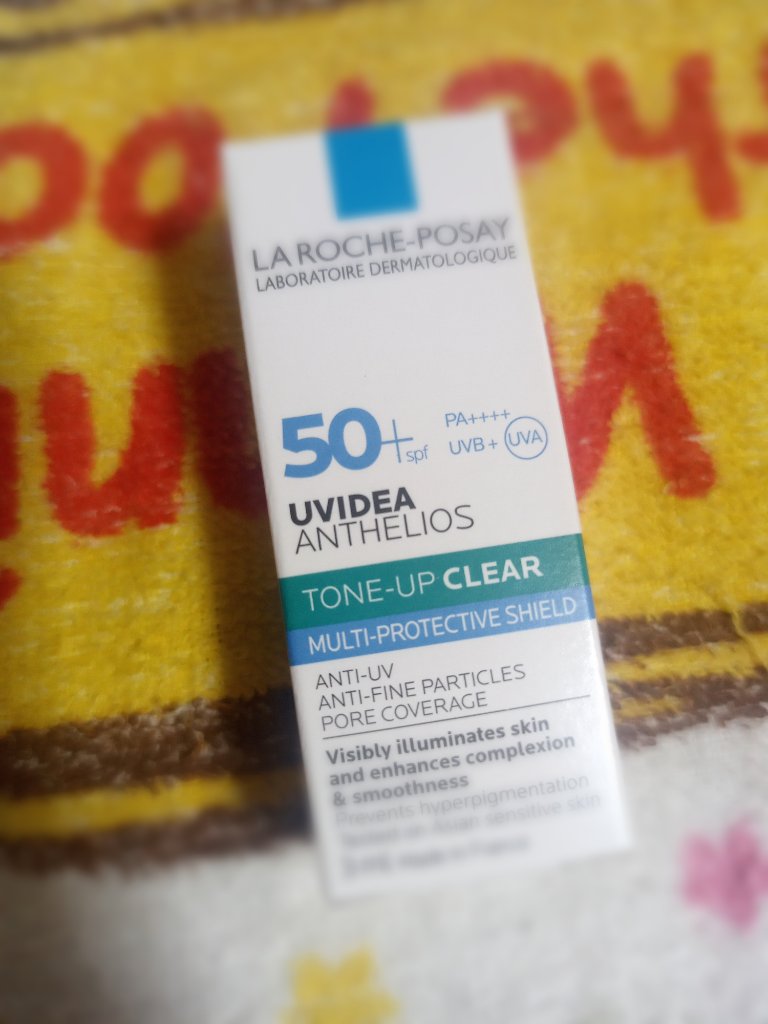 LA ROCHE-POSAY
LABORATOIRE DERMATOLOGIQUE
50+ spf
PA++++
UVB + UVA
UVIDEA
ANTHELIOS
TONE-UP CLEAR
MULTI-PROTECTIVE SHIELD
ANTI-UV
ANTI-FINE PARTICLES
PORE COVERAGE
Visibly illuminates skin
and enhances complexion
& smoothness
Prevents hyperpigmentation
Tested on Asian sensitive skin